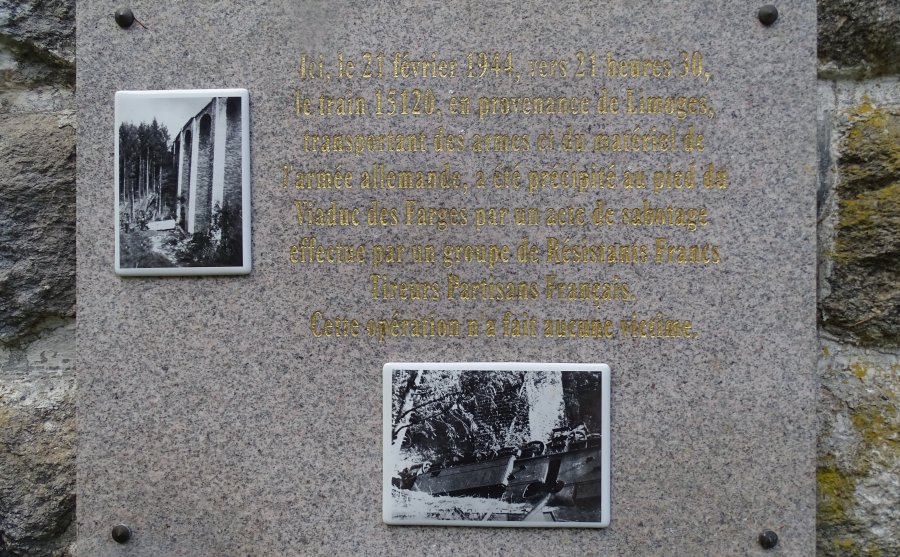 Ici, le 21 février 1944, vers 21 heures 30,
le train 15120, en provenance de Limoges,
transportant des armes et du matériel de
l'armée allemande, a été précipité au pied du
Viaduc des Farges par un acte de sabotage
effectué par un groupe de Résistants Francs
Tireurs Partisans Français.
Cette opération n'a fait aucune victime.